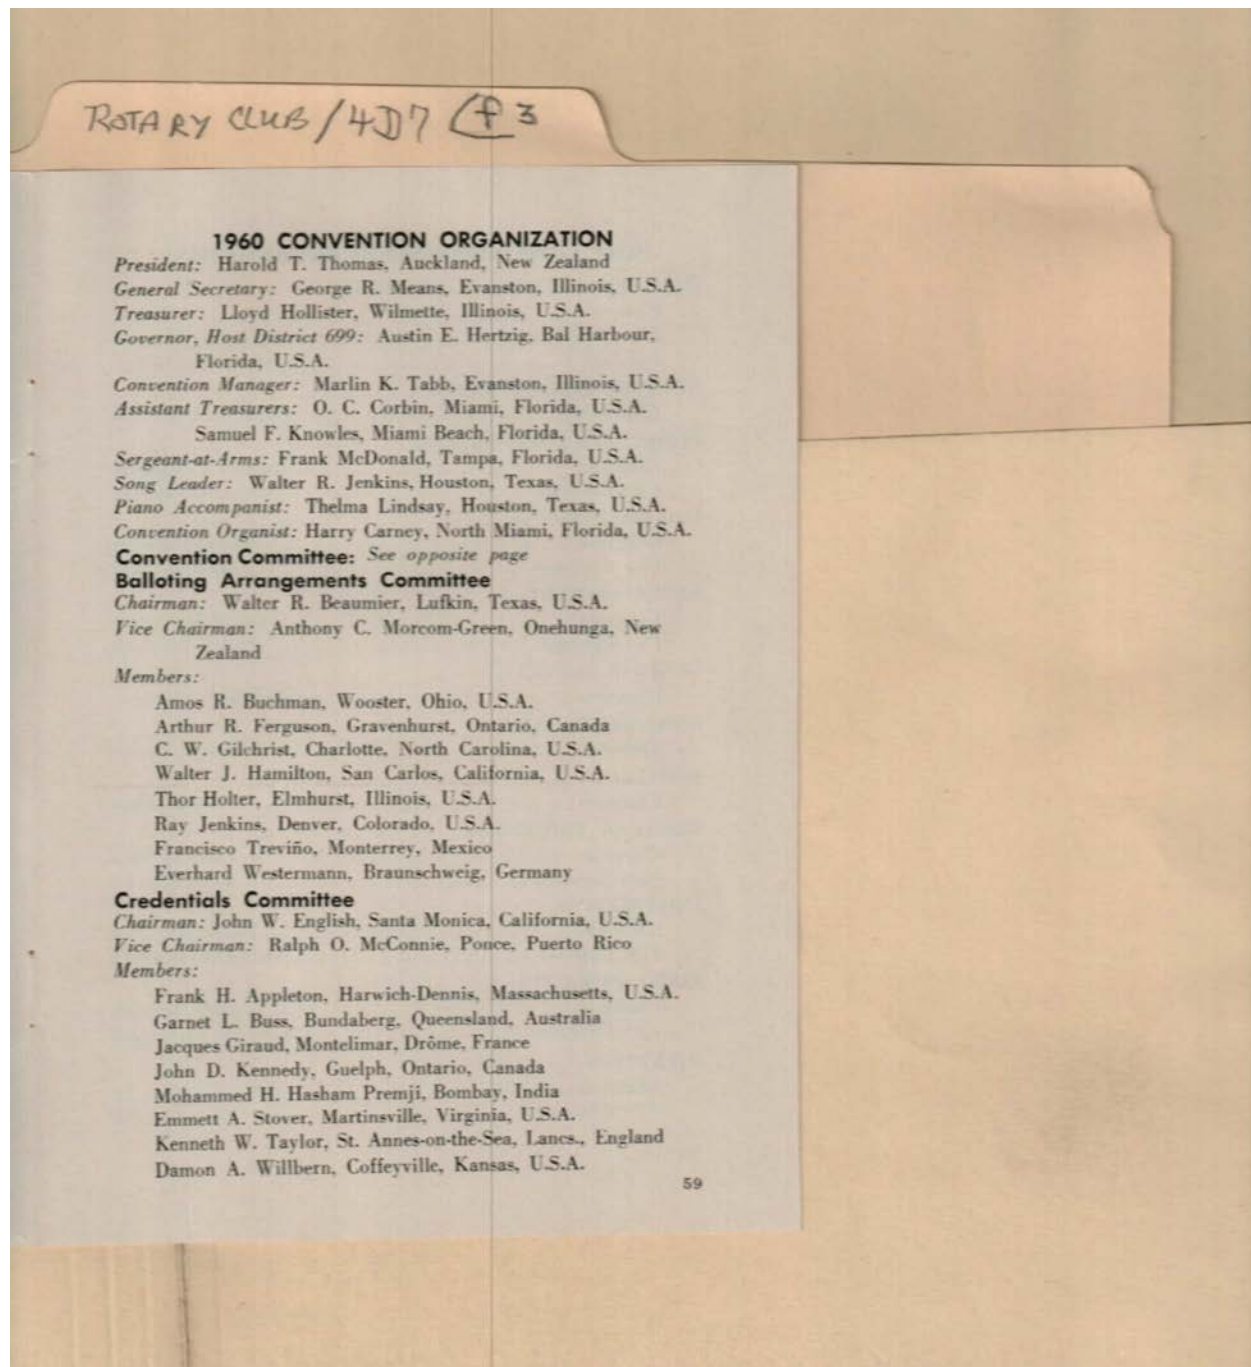 ROTARY CLUB/4D7 f 3
1960 CONVENTION ORGANIZATION
President: Harold T. Thomas, Auckland, New Zealand
General Secretary: George R. Means, Evanston, Illinois, U.S.A.
Treasurer: Lloyd Hollister, Wilmette, Illinois, U.S.A.
Governor, Host District 699: Austin E. Hertzig, Bal Harbour,
Florida, U.S.A.
Convention Manager: Marlin K. Tabb, Evanston, Illinois, U.S.A.
Assistant Treasurers: O. C. Corbin, Miami, Florida, U.S.A.
Samuel F. Knowles, Miami Beach, Florida, U.S.A.
Sergeant-at-Arms: Frank McDonald, Tampa, Florida, U.S.A.
Song Leader: Walter R. Jenkins, Houston, Texas, U.S.A.
Piano Accompanist: Thelma Lindsay, Houston, Texas, U.S.A.
Convention Organist: Harry Carney, North Miami, Florida, U.S.A.
Convention Committee: See opposite page
Balloting Arrangements Committee
Chairman: Walter R. Beaumier, Lufkin, Texas, U.S.A.
Vice Chairman: Anthony C. Morcom-Green, Onehunga, New
Zealand
Members:
Amos R. Buchman, Wooster, Ohio, U.S.A.
Arthur R. Ferguson, Gravenhurst, Ontario, Canada
C. W. Gilchrist, Charlotte, North Carolina, U.S.A.
Walter J. Hamilton, San Carlos, California, U.S.A.
Thor Holter, Elmhurst, Illinois, U.S.A.
Ray Jenkins, Denver, Colorado, U.S.A.
Francisco Treviño, Monterrey, Mexico
Everhard Westermann, Braunschweig, Germany
Credentials Committee
Chairman: John W. English, Santa Monica, California, U.S.A.
Vice Chairman: Ralph O. McConnie, Ponce, Puerto Rico
Members:
Frank H. Appleton, Harwich-Dennis, Massachusetts, U.S.A.
Garnet L. Buss, Bundaberg, Queensland, Australia
Jacques Giraud, Montelimar, Drôme, France
John D. Kennedy, Guelph, Ontario, Canada
Mohammed H. Hasham Premji, Bombay, India
Emmett A. Stover, Martinsville, Virginia, U.S.A.
Kenneth W. Taylor, St. Annes-on-the-Sea, Lancs., England
Damon A. Willbern, Coffeyville, Kansas, U.S.A.
59